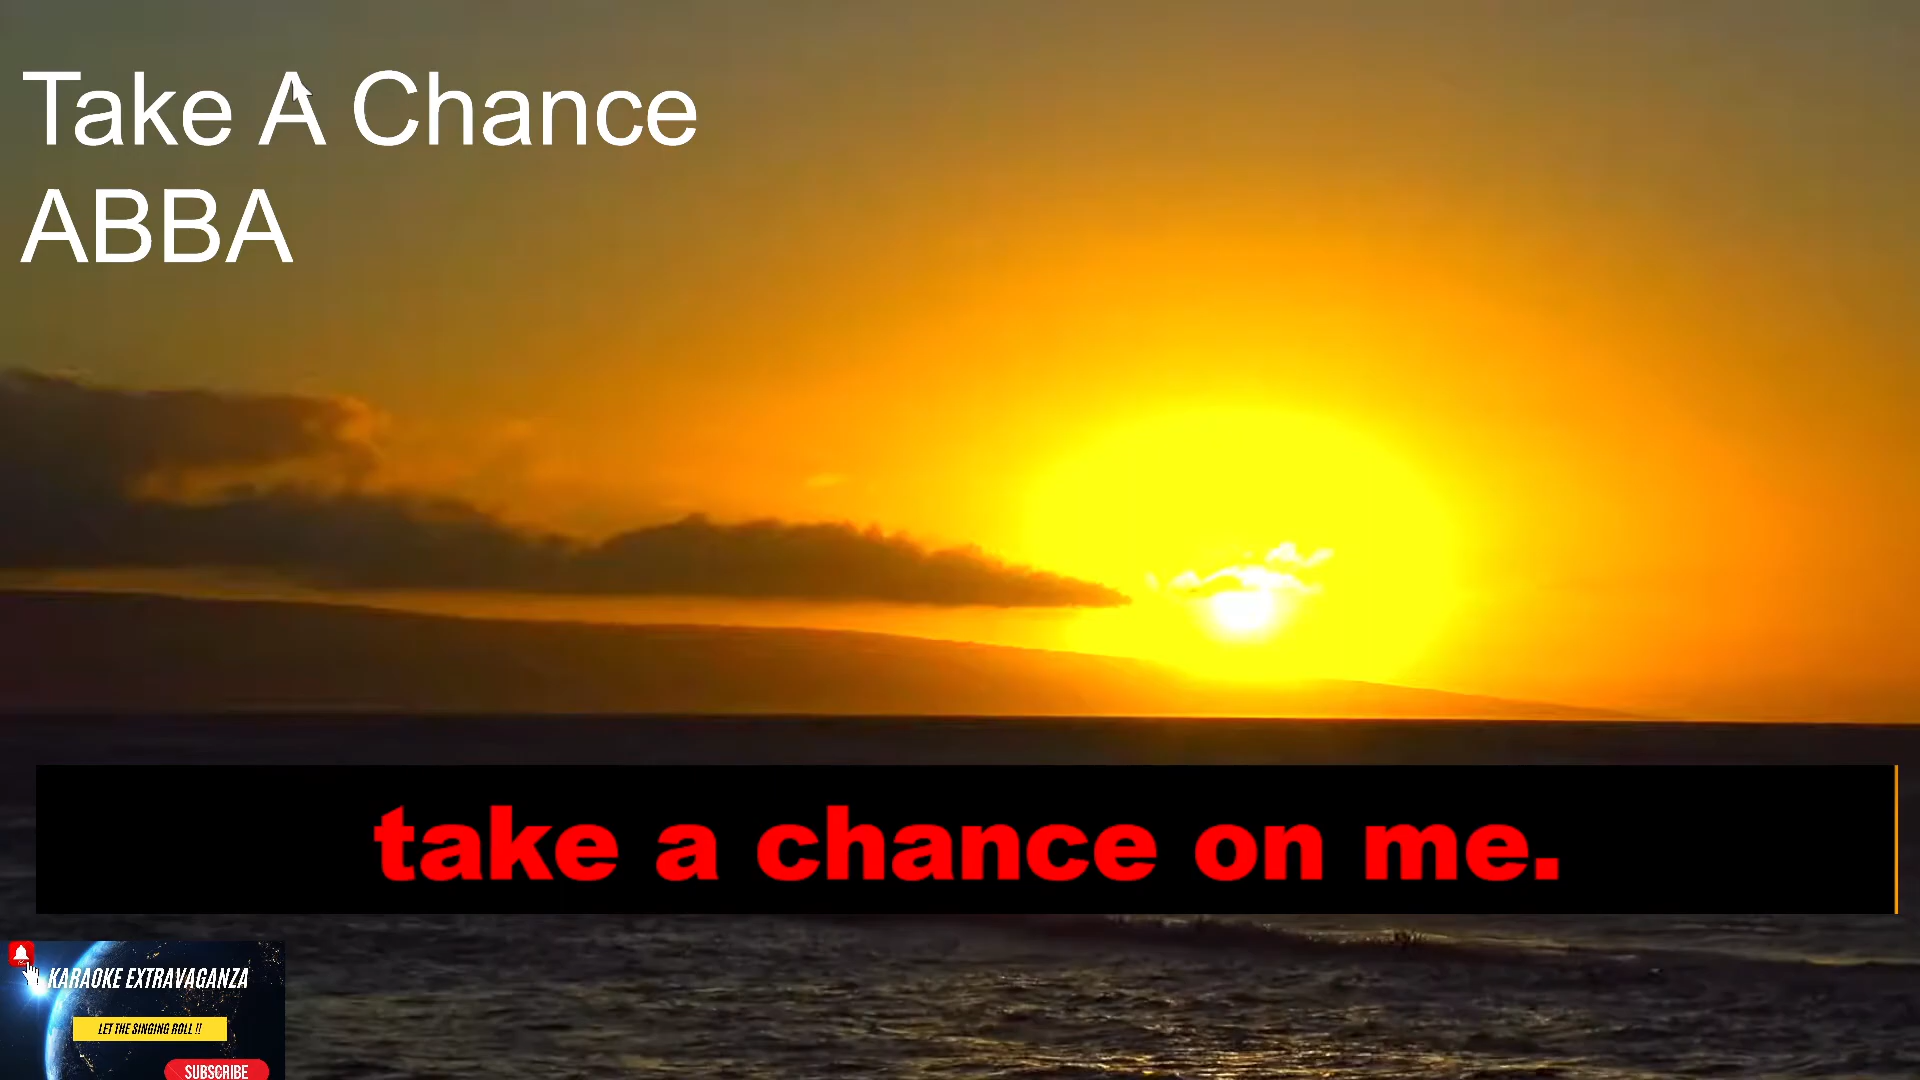 Take A Chance
ABBA
take a chance on me.
KARAOKE EXTRAVAGANZA
LET THE SINGING ROLL !!
SUBSCRIBE